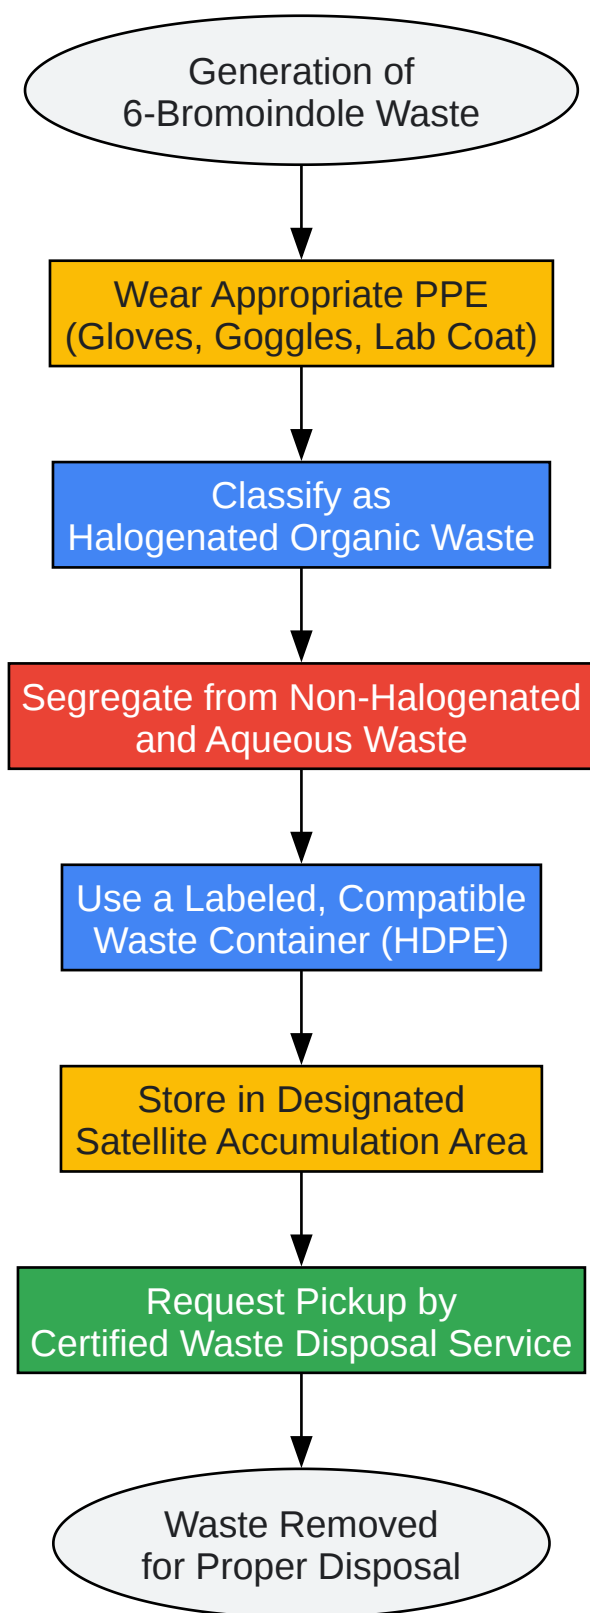 Generation of
6-Bromoindole Waste
Wear Appropriate PPE
(Gloves, Goggles, Lab Coat)
Classify as
Halogenated Organic Waste
Segregate from Non-Halogenated
and Aqueous Waste
Use a Labeled, Compatible
Waste Container (HDPE)
Store in Designated
Satellite Accumulation Area
Request Pickup by
Certified Waste Disposal Service
Waste Removed
for Proper Disposal